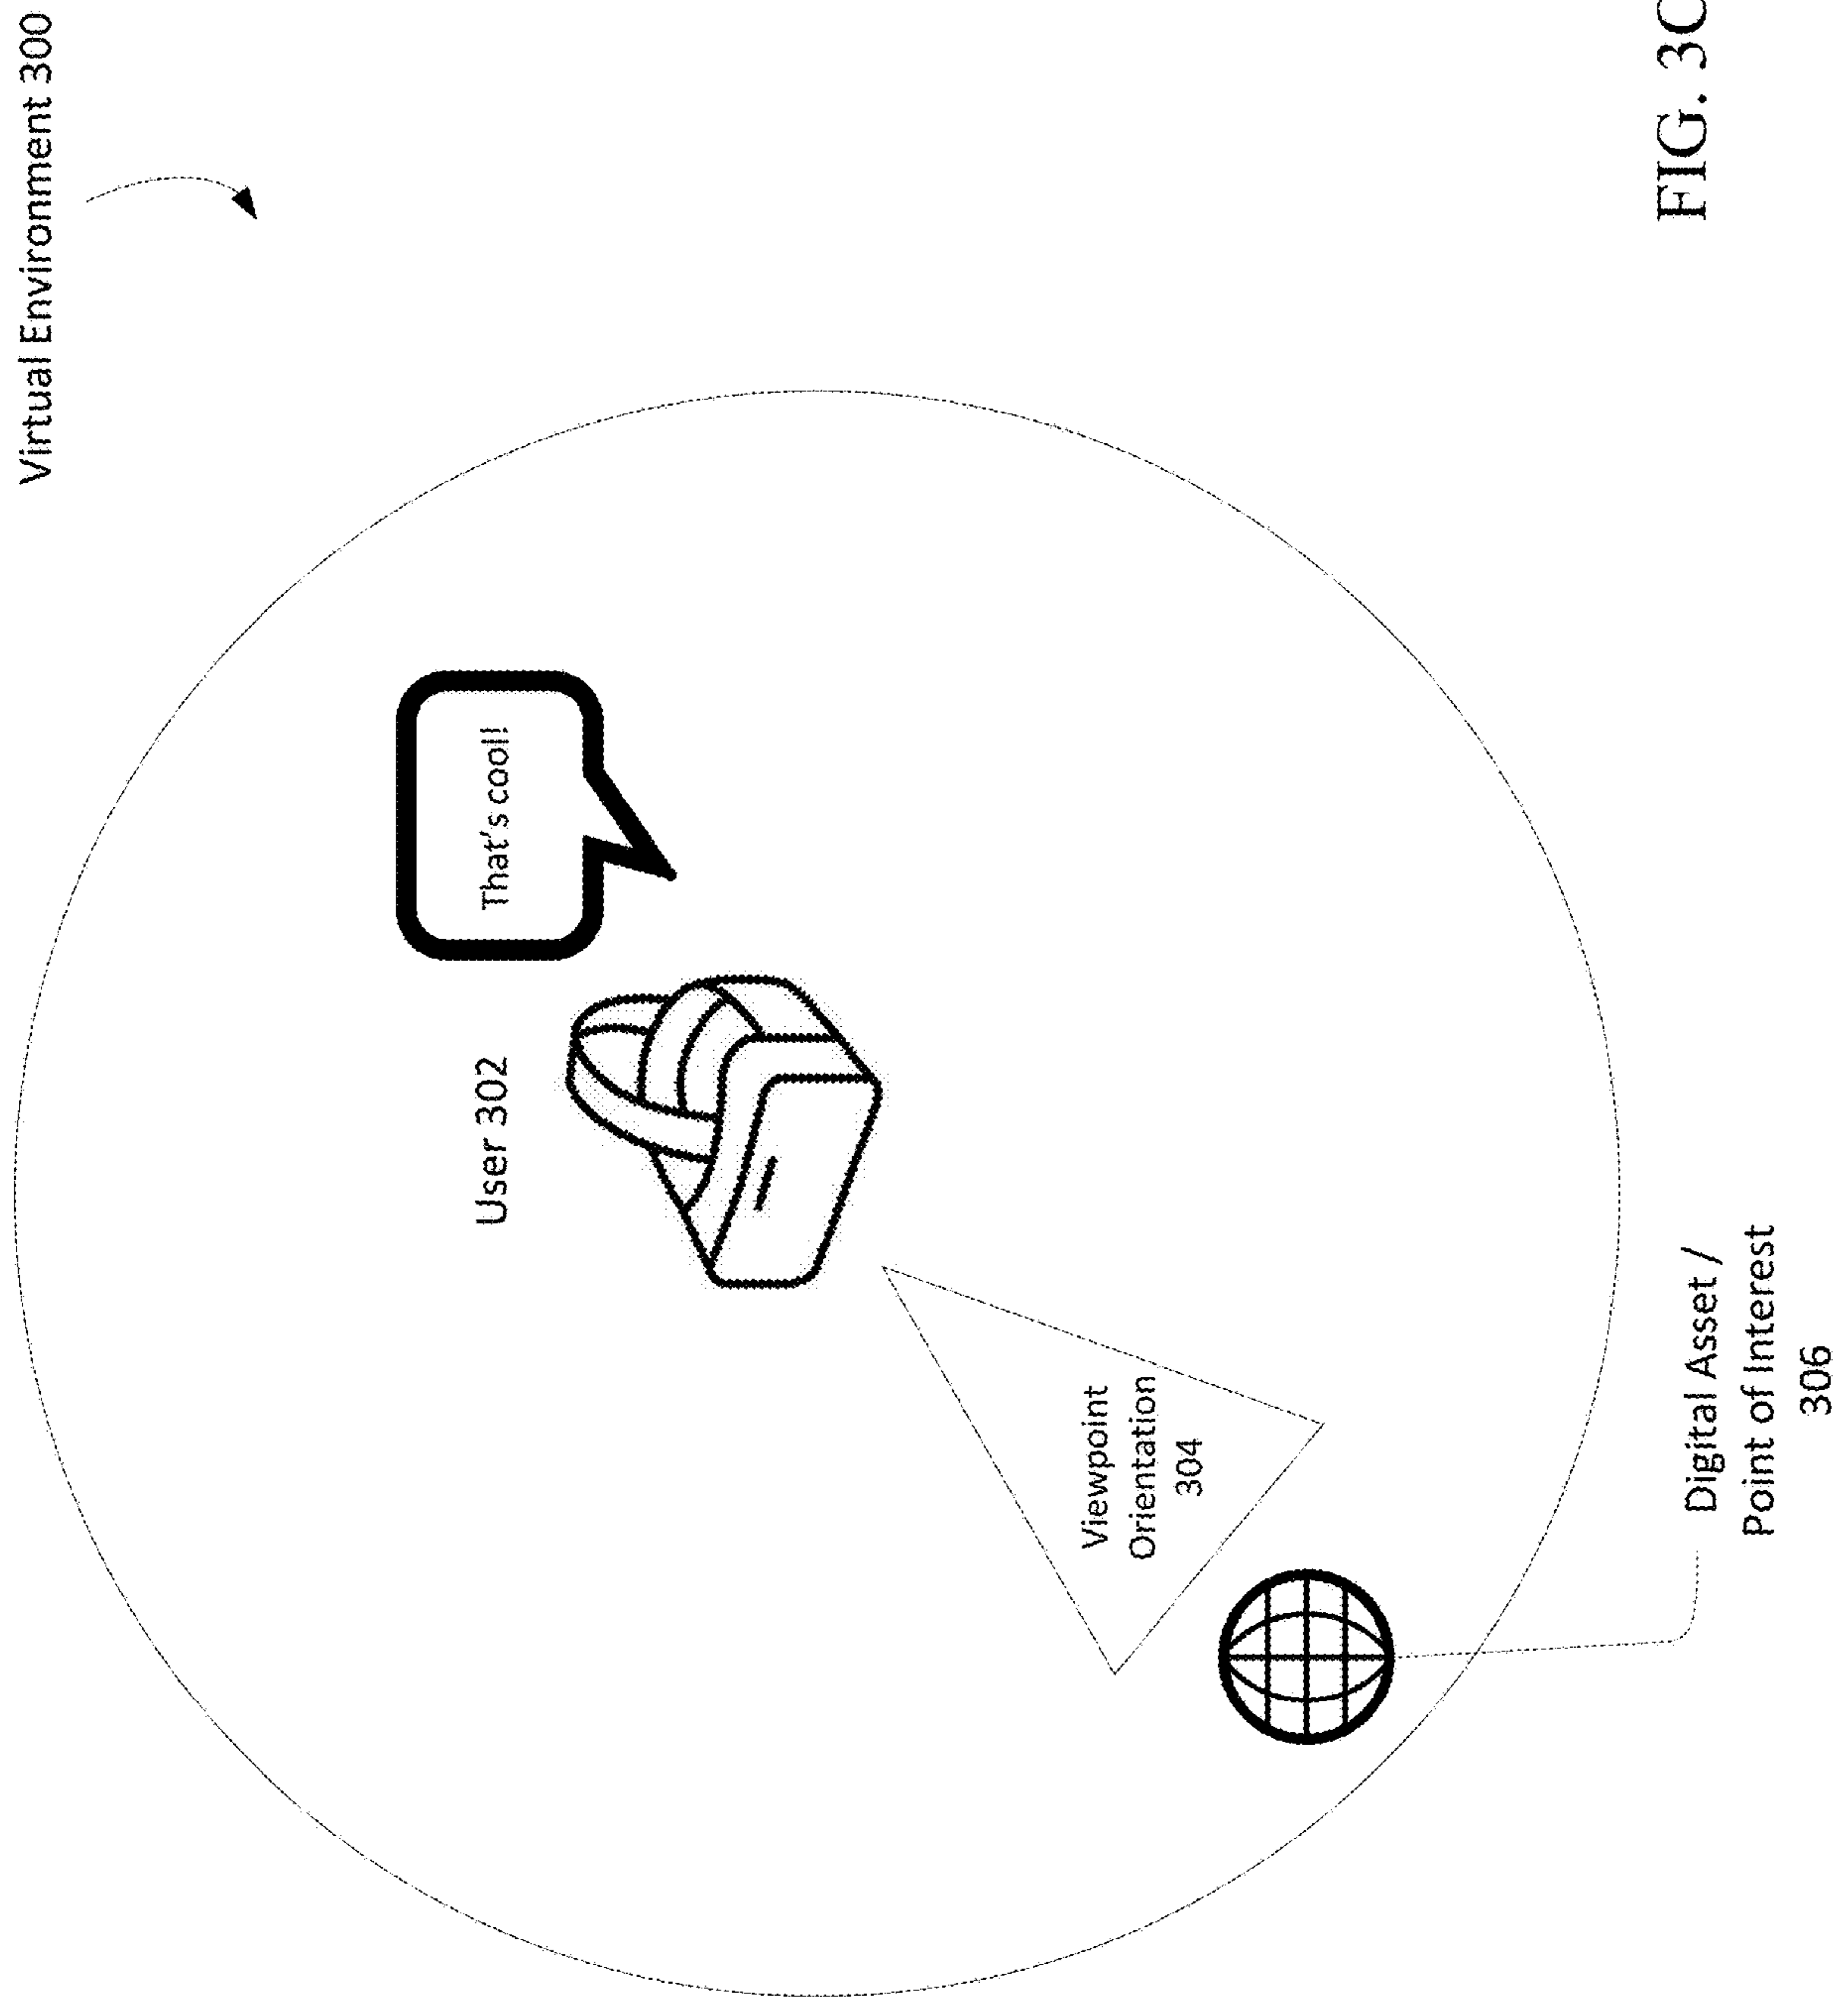 Virtual Environment 300
User 302
That's cool!
Viewpoint
Orientation
304
Digital Asset /
Point of Interest
306
FIG. 3C